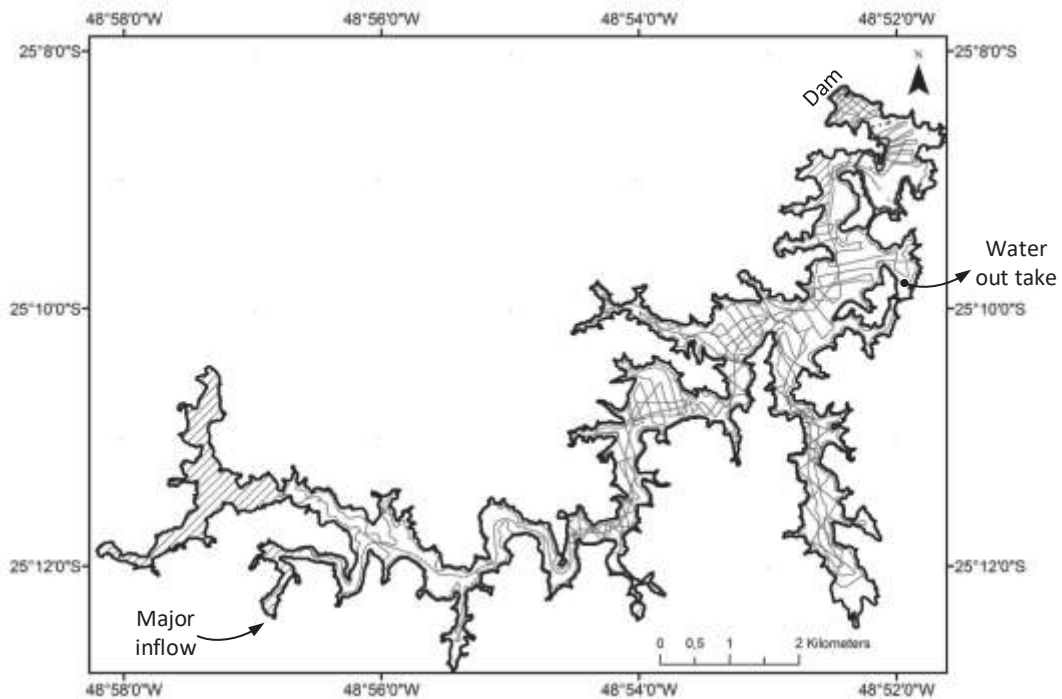 48°58'0"W 48°56'0"W 48°54'0"W 48°52'0"W
25°8'0"S 25°8'0"S
N
Dam
Water
out take
25°10'0"S 25°10'0"S
25°12'0"S 25°12'0"S
Major
inflow
0 0,5 1 2 Kilometers
48°58'0"W 48°56'0"W 48°54'0"W 48°52'0"W